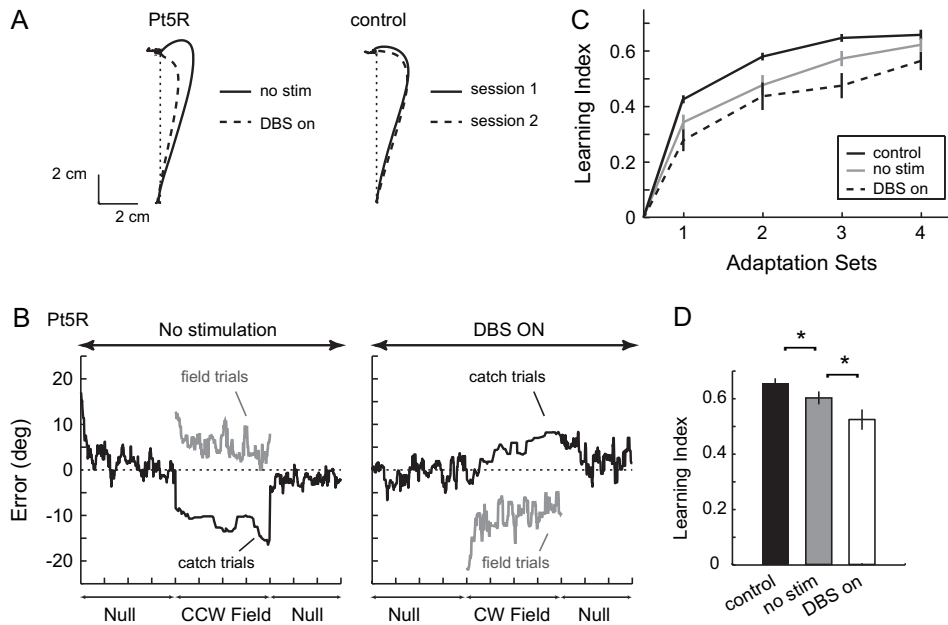 A
Pt5R
no stim
DBS on
2 cm
2 cm
control
session 1
session 2
C
Learning Index
0.6
0.4
0.2
0
1
2
3
4
Adaptation Sets
control
no stim
DBS on
B
Pt5R
No stimulation
DBS ON
Error (deg)
20
10
0
-10
-20
field trials
catch trials
catch trials
field trials
Null
CCW Field
Null
Null
CW Field
Null
D
Learning Index
0.6
0.4
0.2
0
*
*
control
no stim
DBS on